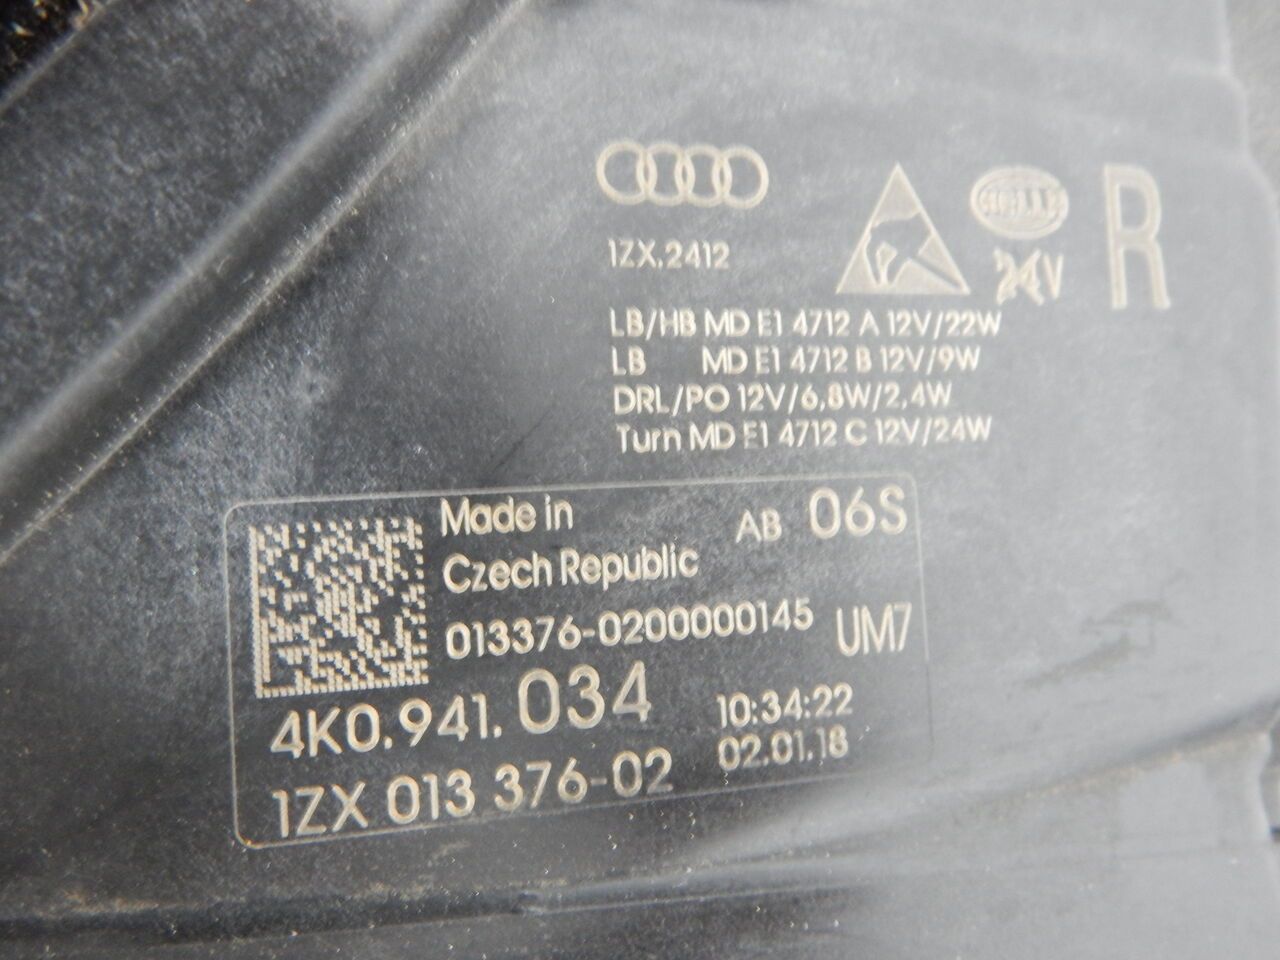 1ZX.2412
HELLA
24V
R
LB/HB MD E1 4712 A 12V/22W
LB MD E1 4712 B 12V/9W
DRL/PO 12V/6,8W/2,4W
Turn MD E1 4712 C 12V/24W
Made in
Czech Republic
AB 06S
013376-0200000145
UM7
4K0.941.034
10:34:22
02.01.18
1ZX 013 376-02